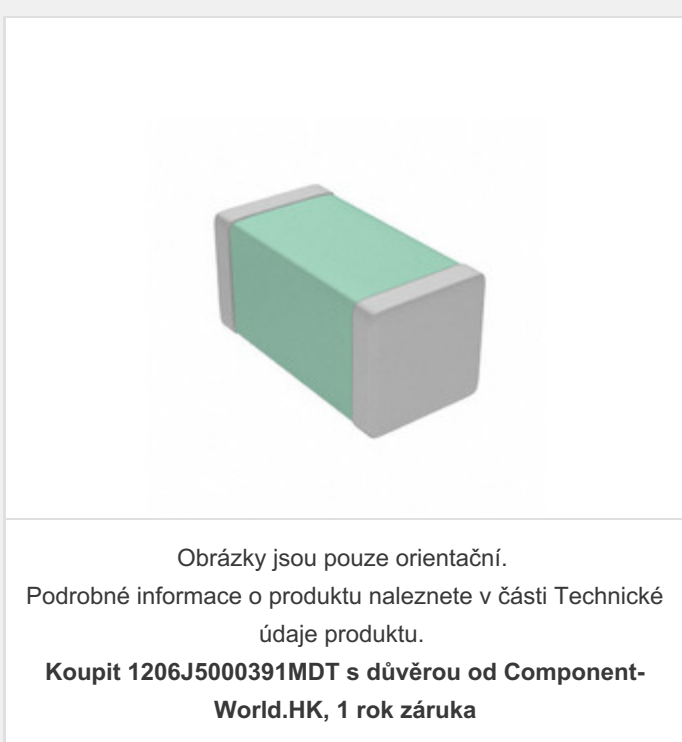 Obrázky jsou pouze orientační.
Podrobné informace o produktu naleznete v části Technické
údaje produktu.
Koupit 1206J5000391MDT s důvěrou od Component-
World.HK, 1 rok záruka